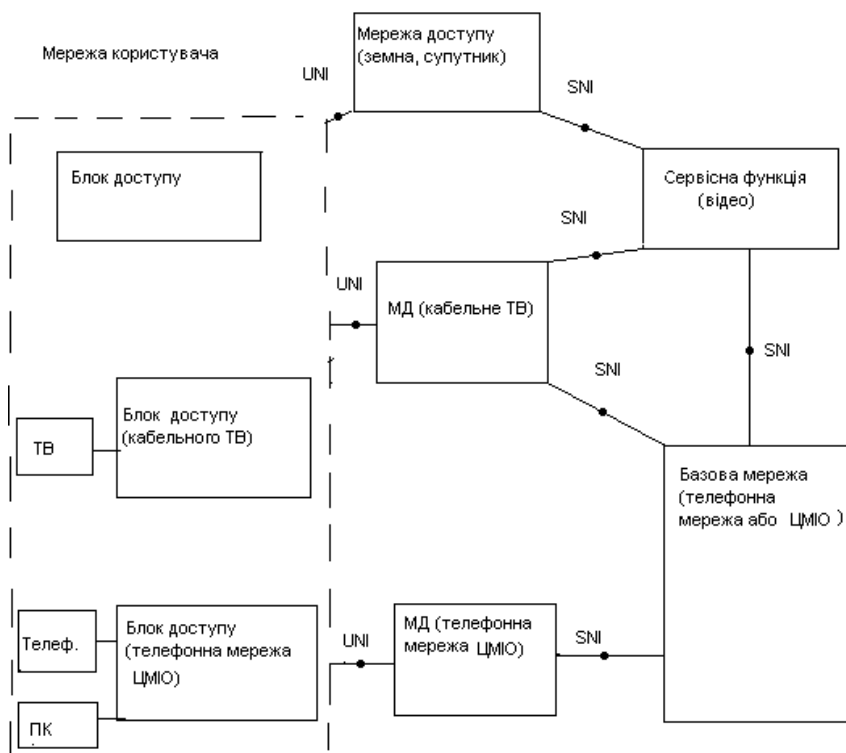 Мережа доступу
(земна, супутник)
Мережа користувача
UNI
SNI
Блок доступу
Сервісна функція
(відео)
SNI
UNI
МД (кабельне ТВ)
SNI
SNI
Блок доступу
(кабельного ТВ)
ТВ
Базова мережа
(телефонна
мережа або ЦМІО)
Телеф.
Блок доступу
(телефонна мережа
ЦМІО)
UNI
МД (телефонна
мережа ЦМІО)
SNI
ПК